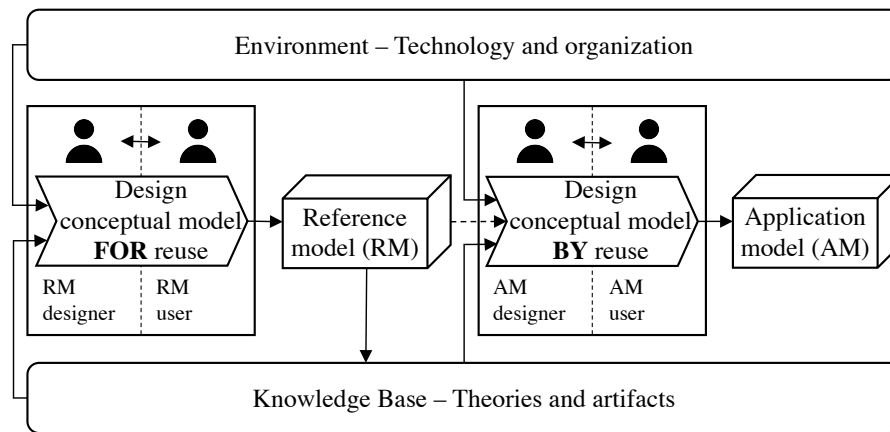 Environment – Technology and organization
Design
conceptual model
FOR reuse
RM
designer
RM
user
Reference
model (RM)
Design
conceptual model
BY reuse
AM
designer
AM
user
Application
model (AM)
Knowledge Base – Theories and artifacts